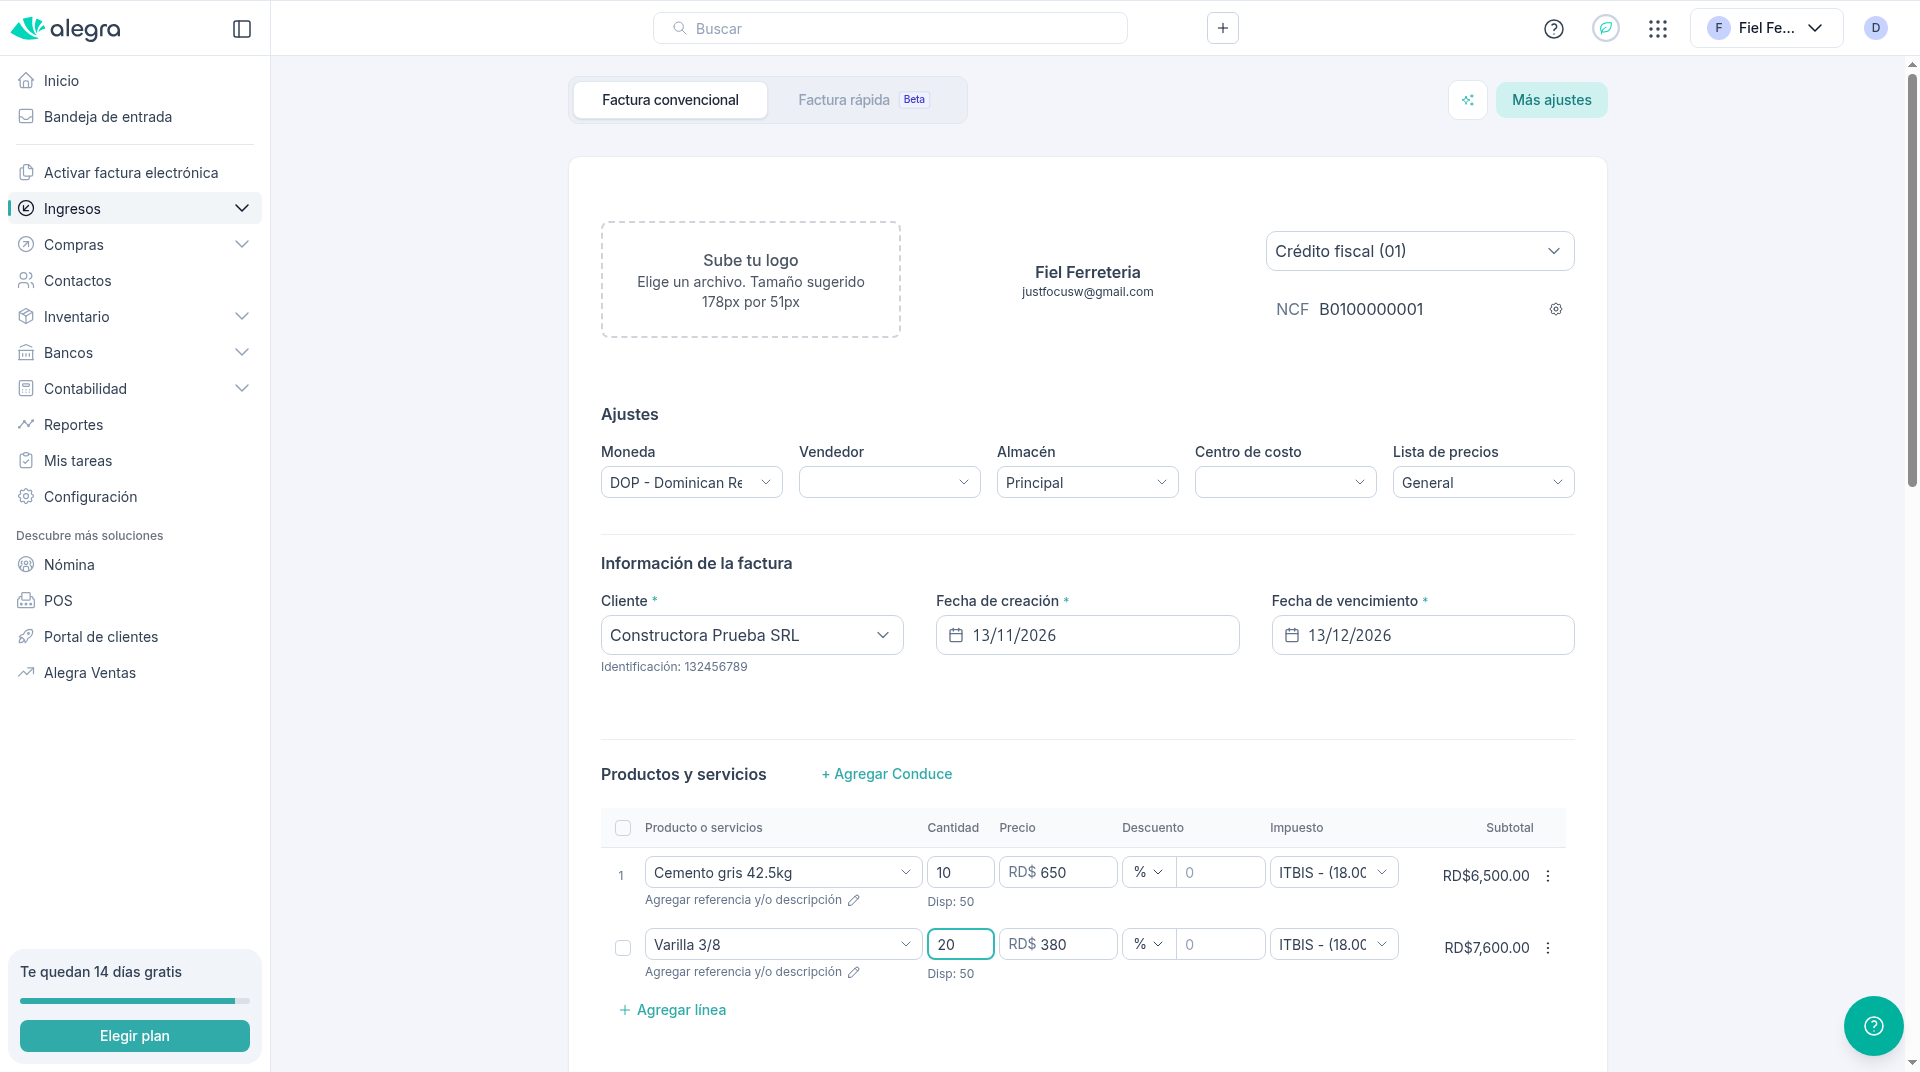 alegra
Buscar
F Fiel Fe...
D
Inicio
Bandeja de entrada
Activar factura electrónica
Ingresos
Compras
Contactos
Inventario
Bancos
Contabilidad
Reportes
Mis tareas
Configuración
Descubre más soluciones
Nómina
POS
Portal de clientes
Alegra Ventas
Te quedan 14 días gratis
Elegir plan
Factura convencional
Factura rápida Beta
Más ajustes
Sube tu logo
Elige un archivo. Tamaño sugerido
178px por 51px
Fiel Ferreteria
justfocusw@gmail.com
Crédito fiscal (01)
NCF B0100000001
Ajustes
Moneda Vendedor Almacén Centro de costo Lista de precios
DOP - Dominican Re Principal General
Información de la factura
Cliente * Fecha de creación * Fecha de vencimiento *
Constructora Prueba SRL 13/11/2026 13/12/2026
Identificación: 132456789
Productos y servicios + Agregar Conduce
Producto o servicios Cantidad Precio Descuento Impuesto Subtotal
1 Cemento gris 42.5kg 10 RD$ 650 % 0 ITBIS - (18.00 RD$6,500.00
Agregar referencia y/o descripción Disp: 50
Varilla 3/8 20 RD$ 380 % 0 ITBIS - (18.00 RD$7,600.00
Agregar referencia y/o descripción Disp: 50
+ Agregar línea